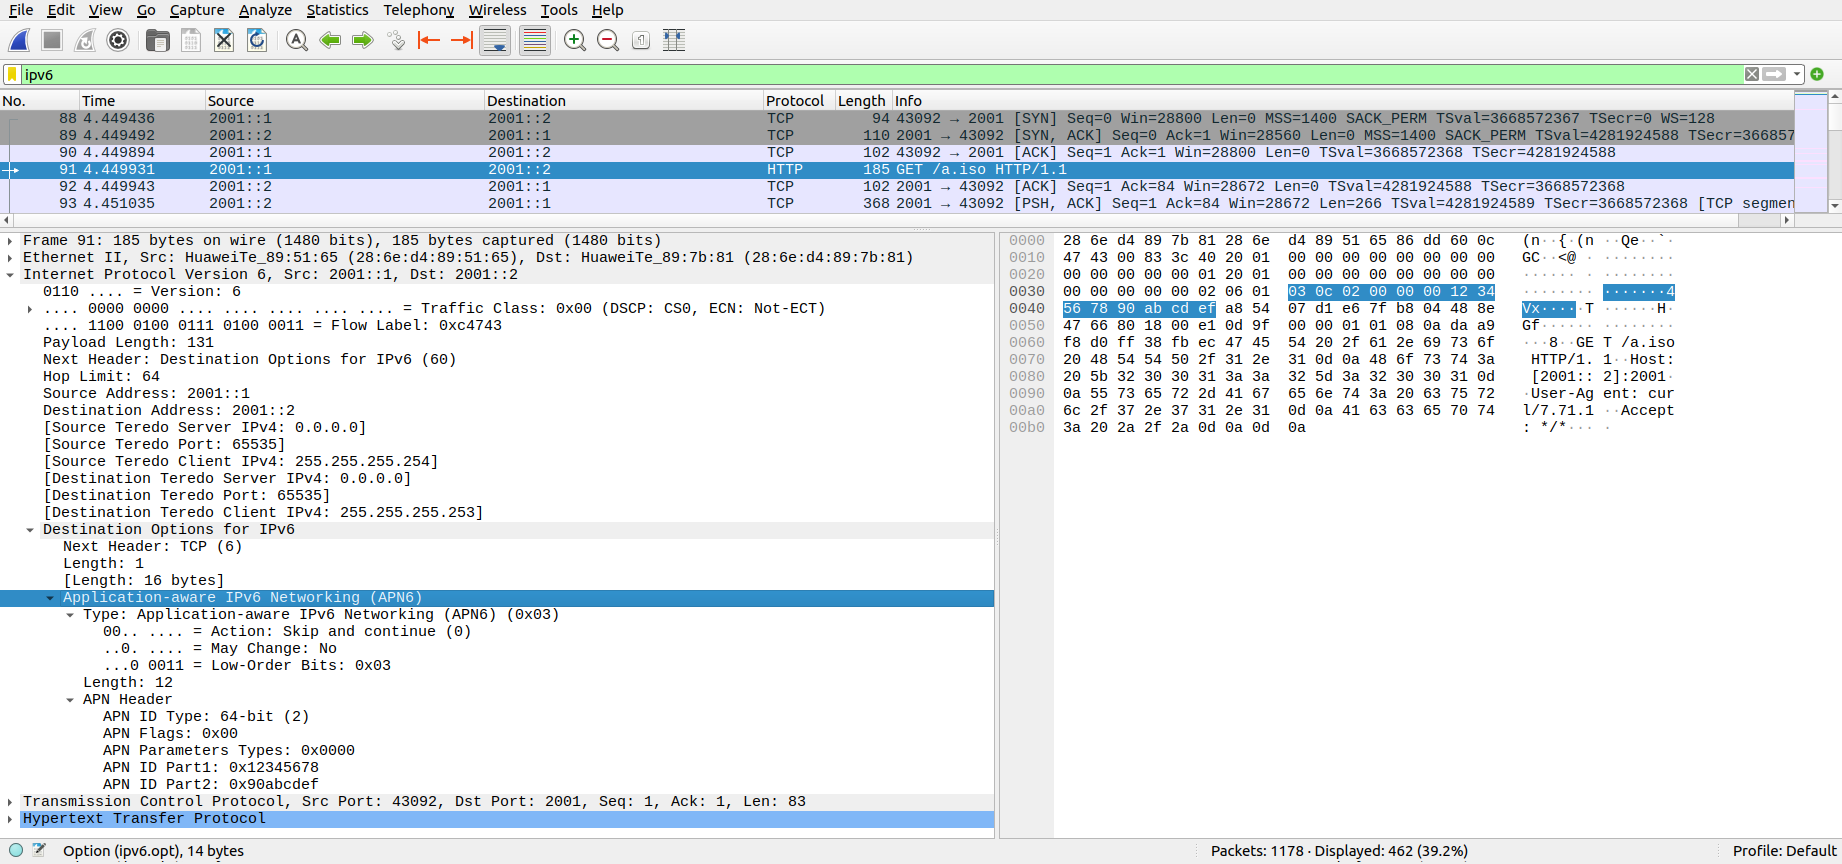 File Edit View Go Capture Analyze Statistics Telephony Wireless Tools Help
ipv6
No. Time Source Destination Protocol Length Info
88 4.449436 2001::1 2001::2 TCP 94 43092 → 2001 [SYN] Seq=0 Win=28800 Len=0 MSS=1400 SACK_PERM TSval=3668572367 TSecr=0 WS=128
89 4.449492 2001::2 2001::1 TCP 110 2001 → 43092 [SYN, ACK] Seq=0 Ack=1 Win=28560 Len=0 MSS=1400 SACK_PERM TSval=4281924588 TSecr=36685
90 4.449894 2001::1 2001::2 TCP 102 43092 → 2001 [ACK] Seq=1 Ack=1 Win=28800 Len=0 TSval=3668572368 TSecr=4281924588
91 4.449931 2001::1 2001::2 HTTP 185 GET /a.iso HTTP/1.1
92 4.449943 2001::2 2001::1 TCP 102 2001 → 43092 [ACK] Seq=1 Ack=84 Win=28672 Len=0 TSval=4281924588 TSecr=3668572368
93 4.451035 2001::2 2001::1 TCP 368 2001 → 43092 [PSH, ACK] Seq=1 Ack=84 Win=28672 Len=266 TSval=4281924589 TSecr=3668572368 [TCP segmen
Frame 91: 185 bytes on wire (1480 bits), 185 bytes captured (1480 bits)
Ethernet II, Src: HuaweiTe_89:51:65 (28:6e:d4:89:51:65), Dst: HuaweiTe_89:7b:81 (28:6e:d4:89:7b:81)
Internet Protocol Version 6, Src: 2001::1, Dst: 2001::2
0110 .... = Version: 6
.... 0000 0000 .... .... .... .... .... = Traffic Class: 0x00 (DSCP: CS0, ECN: Not-ECT)
.... 1100 0100 0111 0100 0011 = Flow Label: 0xc4743
Payload Length: 131
Next Header: Destination Options for IPv6 (60)
Hop Limit: 64
Source Address: 2001::1
Destination Address: 2001::2
[Source Teredo Server IPv4: 0.0.0.0]
[Source Teredo Port: 65535]
[Source Teredo Client IPv4: 255.255.255.254]
[Destination Teredo Server IPv4: 0.0.0.0]
[Destination Teredo Port: 65535]
[Destination Teredo Client IPv4: 255.255.255.253]
Destination Options for IPv6
Next Header: TCP (6)
Length: 1
[Length: 16 bytes]
Application-aware IPv6 Networking (APN6)
Type: Application-aware IPv6 Networking (APN6) (0x03)
00.. .... = Action: Skip and continue (0)
..0. .... = May Change: No
...0 0011 = Low-Order Bits: 0x03
Length: 12
APN Header
APN ID Type: 64-bit (2)
APN Flags: 0x00
APN Parameters Types: 0x0000
APN ID Part1: 0x12345678
APN ID Part2: 0x90abcdef
Transmission Control Protocol, Src Port: 43092, Dst Port: 2001, Seq: 1, Ack: 1, Len: 83
Hypertext Transfer Protocol
0000 28 6e d4 89 7b 81 28 6e d4 89 51 65 86 dd 60 0c (n··{·(n ··Qe··`·
0010 47 43 00 83 3c 40 20 01 00 00 00 00 00 00 00 00 GC··<@ · ········
0020 00 00 00 00 00 01 20 01 00 00 00 00 00 00 00 00 ······ · ········
0030 00 00 00 00 00 02 06 01 03 0c 02 00 00 00 12 34 ········ ·······4
0040 56 78 90 ab cd ef a8 54 07 d1 e6 7f b8 04 48 8e Vx·····T ······H·
0050 47 66 80 18 00 e1 0d 9f 00 00 01 01 08 0a da a9 Gf······ ········
0060 f8 d0 ff 38 fb ec 47 45 54 20 2f 61 2e 69 73 6f ···8··GE T /a.iso
0070 20 48 54 54 50 2f 31 2e 31 0d 0a 48 6f 73 74 3a HTTP/1. 1··Host:
0080 20 5b 32 30 30 31 3a 3a 32 5d 3a 32 30 30 31 0d [2001:: 2]:2001·
0090 0a 55 73 65 72 2d 41 67 65 6e 74 3a 20 63 75 72 ·User-Ag ent: cur
00a0 6c 2f 37 2e 37 31 2e 31 0d 0a 41 63 63 65 70 74 l/7.71.1 ··Accept
00b0 3a 20 2a 2f 2a 0d 0a 0d 0a : */*··· ·
Option (ipv6.opt), 14 bytes Packets: 1178 · Displayed: 462 (39.2%) Profile: Default